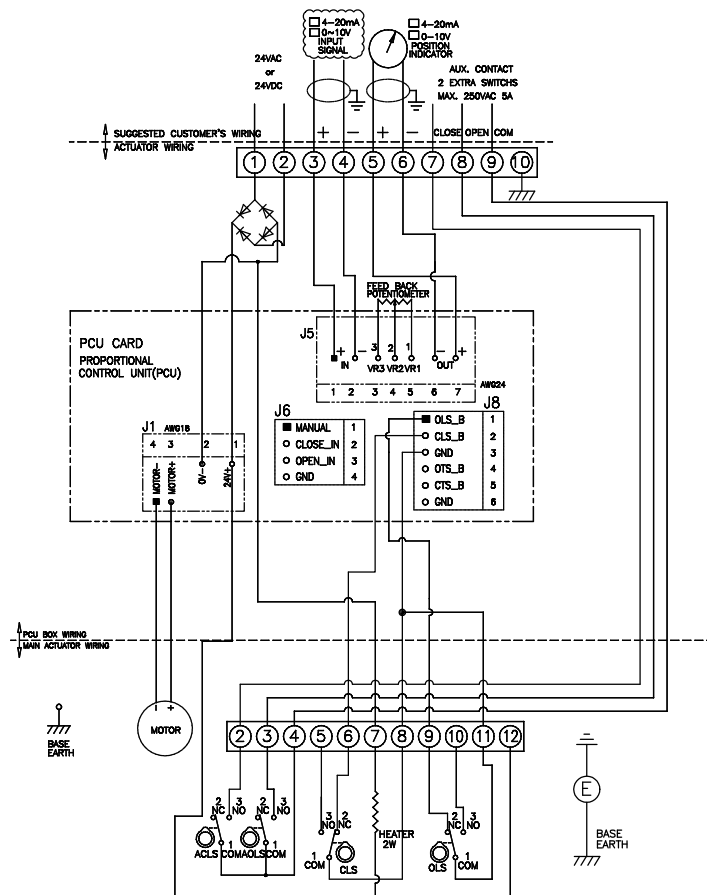 4-20mA
0~10V
INPUT
SIGNAL
4-20mA
0-10V
POSITION
INDICATOR
24VAC
or
24VDC
AUX. CONTACT
2 EXTRA SWITCHS
MAX. 250VAC 5A
SUGGESTED CUSTOMER'S WIRING
+ − + − CLOSE OPEN COM
ACTUATOR WIRING
1 2 3 4 5 6 7 8 9 10
FEED BACK
POTENTIOMETER
PCU CARD
PROPORTIONAL
CONTROL UNIT(PCU)
J5
+ − 3 2 1 − +
IN VR3 VR2 VR1 OUT
1 2 3 4 5 6 7
AWG24
J1 AWG18
4 3 2 1
MOTOR-
MOTOR+
0V-
24V+
J6
MANUAL 1
CLOSE_IN 2
OPEN_IN 3
GND 4
J8
OLS_B 1
CLS_B 2
GND 3
OTS_B 4
CTS_B 5
GND 6
PCU BOX WIRING
MAIN ACTUATOR WIRING
− +
MOTOR
BASE
EARTH
2 3 4 5 6 7 8 9 10 11 12
2 NC 3 NO
1 COM
ACLS
2 NC 3 NO
1 COM
AOLS
3 NO 2 NC
1 COM
CLS
HEATER
2W
2 NC 3 NO
1 COM
OLS
E
BASE
EARTH